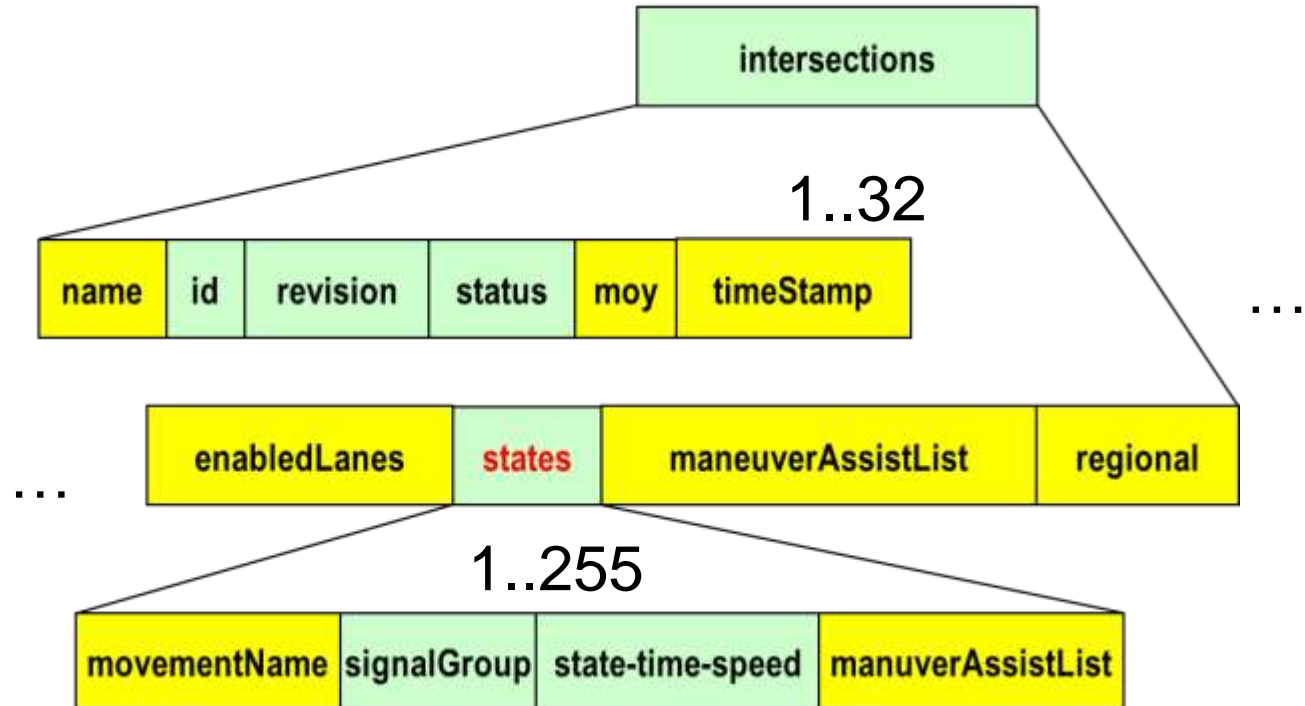 intersections
1..32
name id revision status moy timeStamp
...
enabledLanes states maneuverAssistList regional
...
1..255
movementName signalGroup state-time-speed manuverAssistList